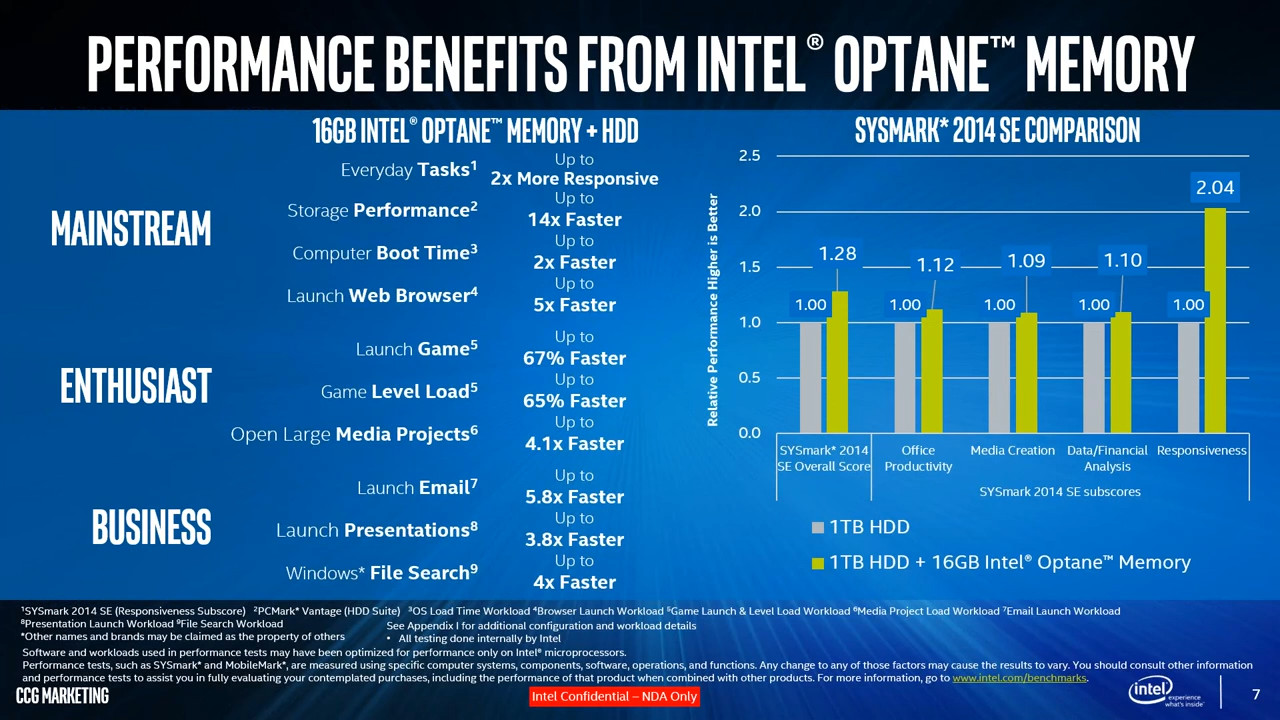 PERFORMANCE BENEFITS FROM INTEL® OPTANE™ MEMORY
16GB INTEL® OPTANE™ MEMORY + HDD
MAINSTREAM
Everyday Tasks¹
Up to
2x More Responsive
Storage Performance²
Up to
14x Faster
Computer Boot Time³
Up to
2x Faster
Launch Web Browser⁴
Up to
5x Faster
ENTHUSIAST
Launch Game⁵
Up to
67% Faster
Game Level Load⁵
Up to
65% Faster
Open Large Media Projects⁶
Up to
4.1x Faster
BUSINESS
Launch Email⁷
Up to
5.8x Faster
Launch Presentations⁸
Up to
3.8x Faster
Windows* File Search⁹
Up to
4x Faster
SYSMARK* 2014 SE COMPARISON
Relative Performance Higher is Better
2.5
2.0
1.5
1.0
0.5
0.0
1.00
1.28
1.00
1.12
1.00
1.09
1.00
1.10
1.00
2.04
SYSmark* 2014
SE Overall Score
Office
Productivity
Media Creation
Data/Financial
Analysis
Responsiveness
SYSmark 2014 SE subscores
1TB HDD
1TB HDD + 16GB Intel® Optane™ Memory
¹SYSmark 2014 SE (Responsiveness Subscore) ²PCMark* Vantage (HDD Suite) ³OS Load Time Workload ⁴Browser Launch Workload ⁵Game Launch & Level Load Workload ⁶Media Project Load Workload ⁷Email Launch Workload
⁸Presentation Launch Workload ⁹File Search Workload
See Appendix I for additional configuration and workload details
*Other names and brands may be claimed as the property of others
• All testing done internally by Intel
Software and workloads used in performance tests may have been optimized for performance only on Intel® microprocessors.
Performance tests, such as SYSmark* and MobileMark*, are measured using specific computer systems, components, software, operations, and functions. Any change to any of those factors may cause the results to vary. You should consult other information
and performance tests to assist you in fully evaluating your contemplated purchases, including the performance of that product when combined with other products. For more information, go to www.intel.com/benchmarks.
CCG MARKETING
Intel Confidential – NDA Only
intel
experience
what's inside™
7